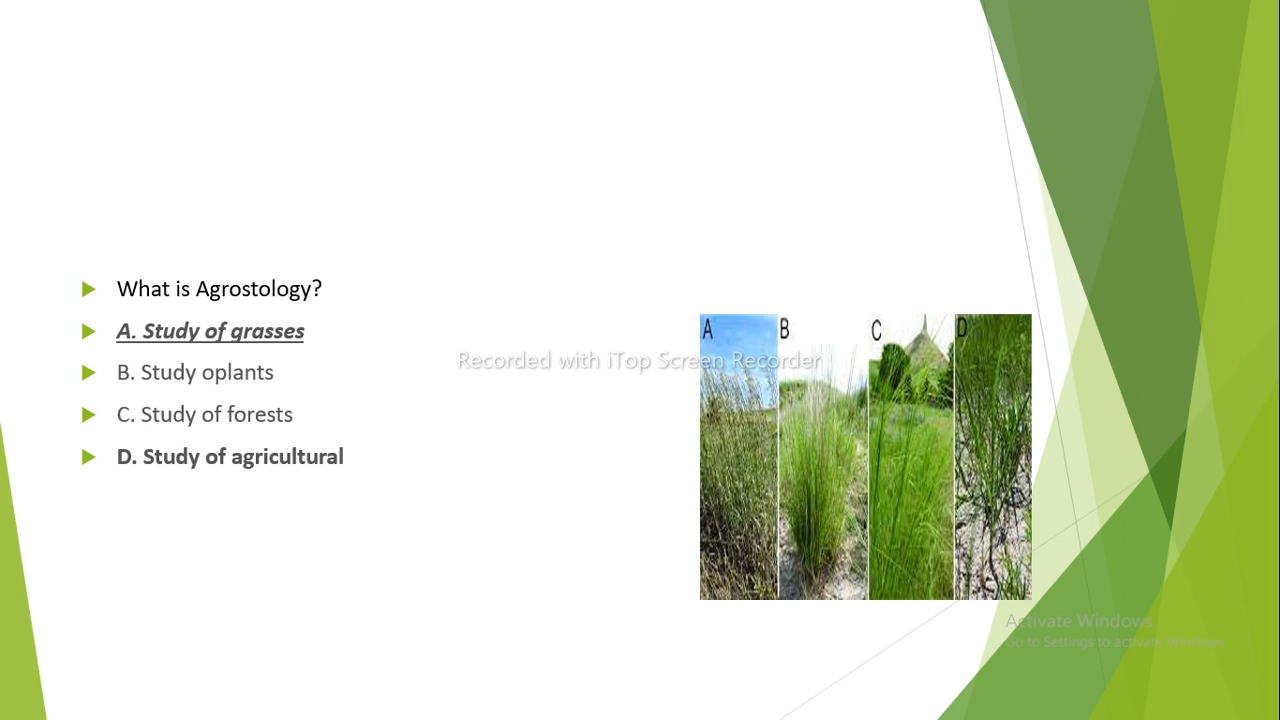 What is Agrostology?
A. Study of grasses
B. Study oplants
C. Study of forests
D. Study of agricultural
A B C D
Recorded with iTop Screen Recorder
Activate Windows
Go to Settings to activate Windows.